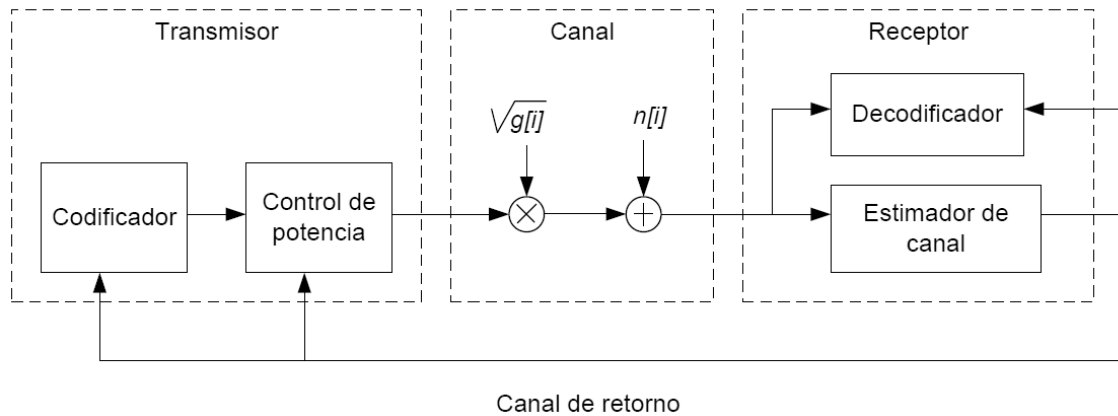 Transmisor
Canal
Receptor
√g[i]
n[i]
Decodificador
Codificador
Control de
potencia
Estimador de
canal
Canal de retorno